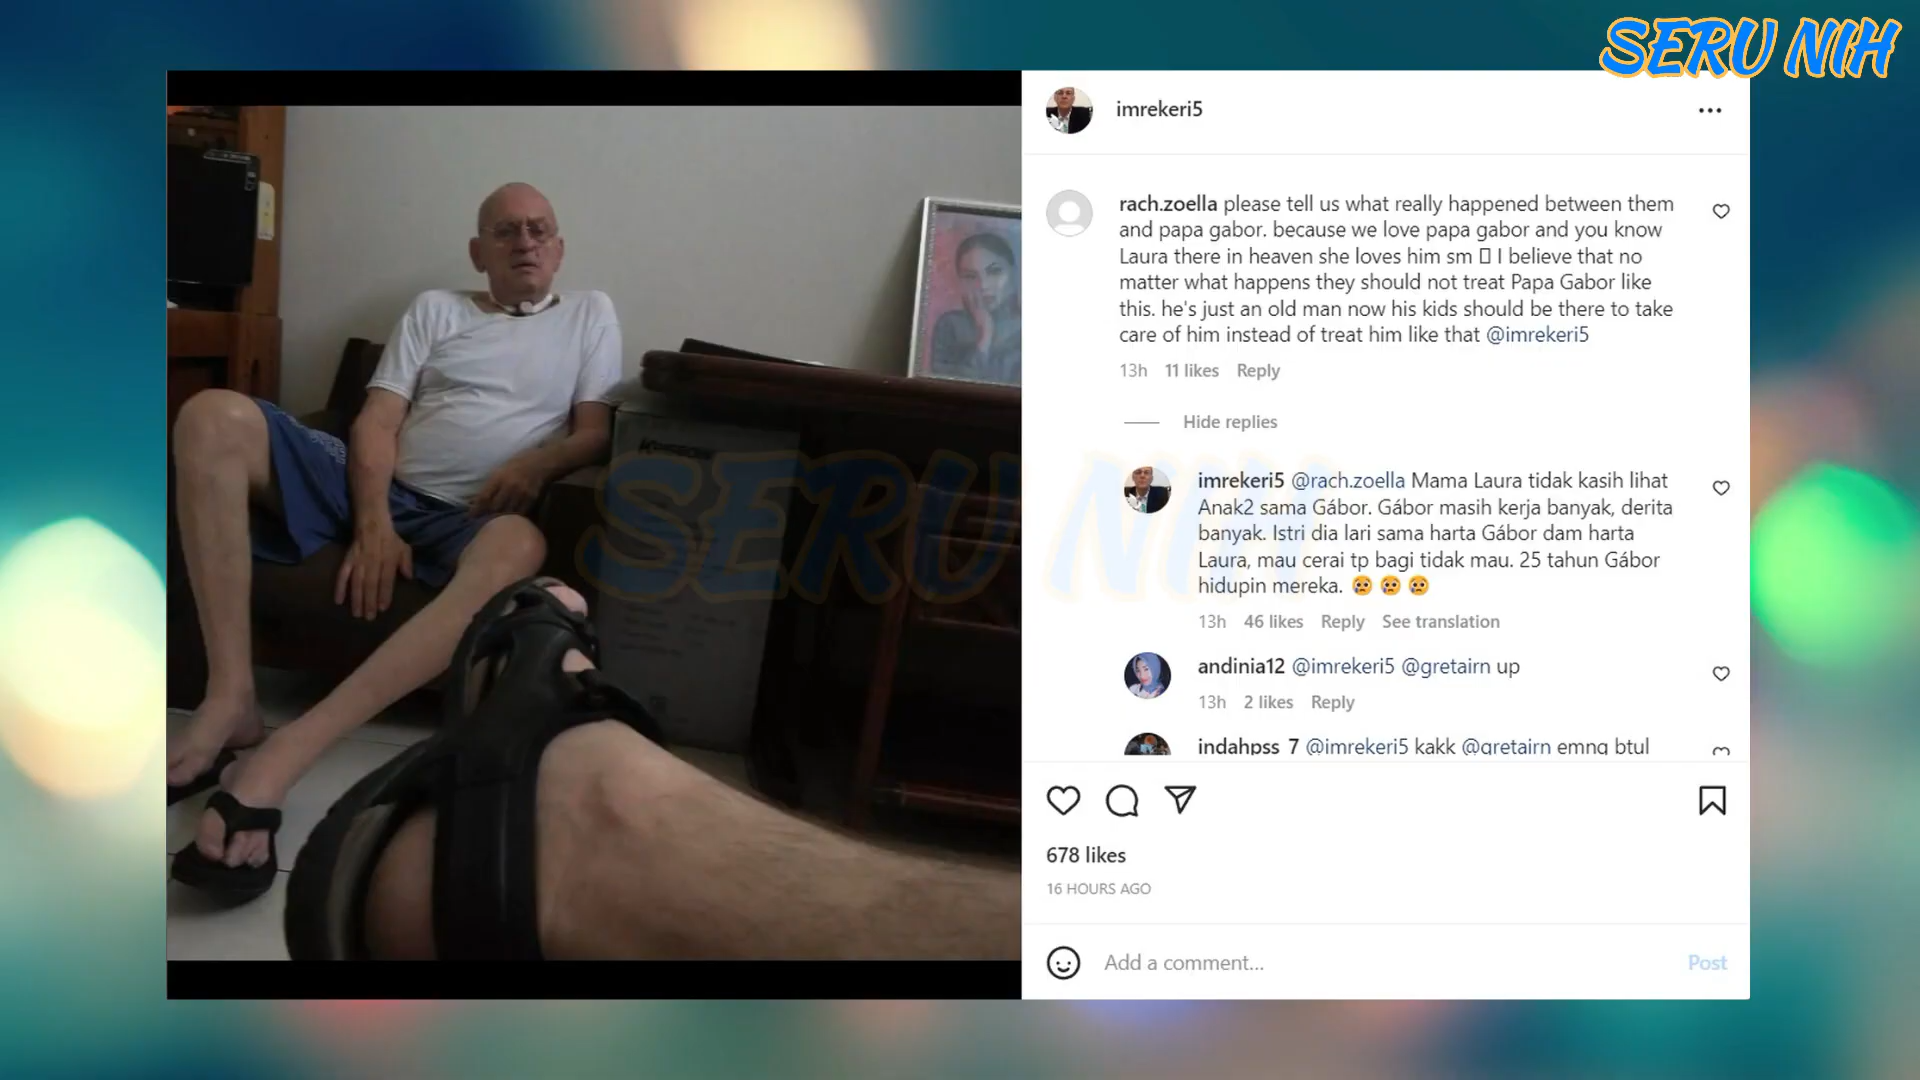 SERU NIH
imrekeri5
rach.zoella please tell us what really happened between them
and papa gabor. because we love papa gabor and you know
Laura there in heaven she loves him sm I believe that no
matter what happens they should not treat Papa Gabor like
this. he's just an old man now his kids should be there to take
care of him instead of treat him like that @imrekeri5
13h 11 likes Reply
Hide replies
imrekeri5 @rach.zoella Mama Laura tidak kasih lihat
Anak2 sama Gábor. Gábor masih kerja banyak, derita
banyak. Istri dia lari sama harta Gábor dam harta
Laura, mau cerai tp bagi tidak mau. 25 tahun Gábor
hidupin mereka. 😢 😢 😢
13h 46 likes Reply See translation
andinia12 @imrekeri5 @gretairn up
13h 2 likes Reply
indahpss_7 @imrekeri5 kakk @gretairn emng btul
678 likes
16 HOURS AGO
Add a comment...
Post
SERU NIH